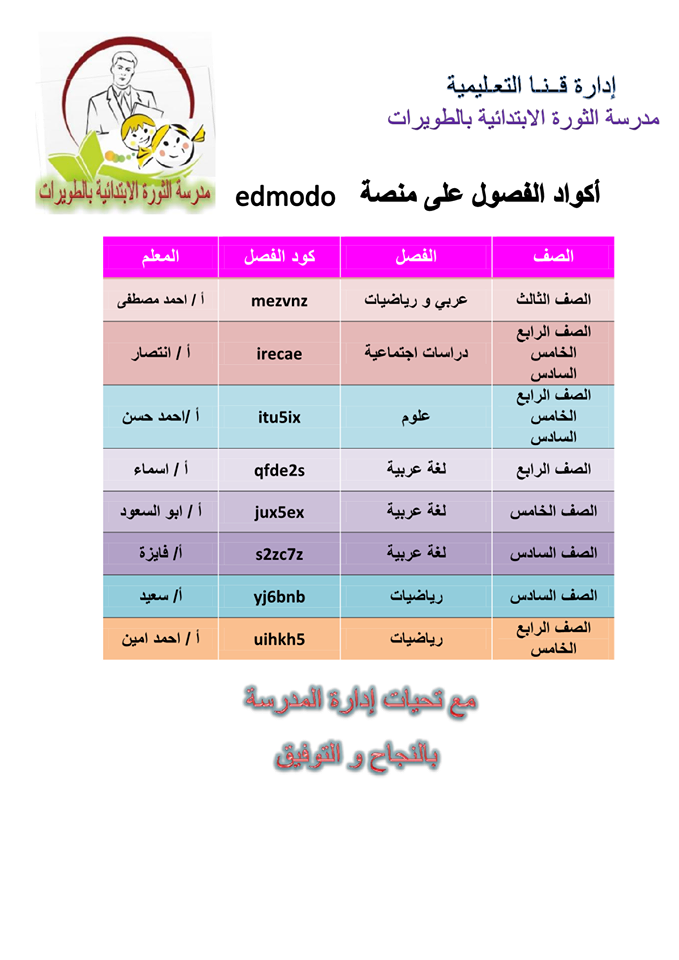 إدارة قــنــا التعـليمية
مدرسة الثورة الابتدائية بالطويرات
مدرسة الثورة الابتدائية بالطويرات
أكواد الفصول على منصة edmodo
الصف الفصل كود الفصل المعلم
الصف الثالث عربي و رياضيات mezvnz أ / احمد مصطفى
الصف الرابع
الخامس
السادس
دراسات اجتماعية irecae أ / انتصار
الصف الرابع
الخامس
السادس
علوم itu5ix أ /احمد حسن
الصف الرابع لغة عربية qfde2s أ / اسماء
الصف الخامس لغة عربية jux5ex أ / ابو السعود
الصف السادس لغة عربية s2zc7z أ/ فايزة
الصف السادس رياضيات yj6bnb أ/ سعيد
الصف الرابع
الخامس
رياضيات uihkh5 أ / احمد امين
مع تحيات إدارة المدرسة
بالنجاح و التوفيق